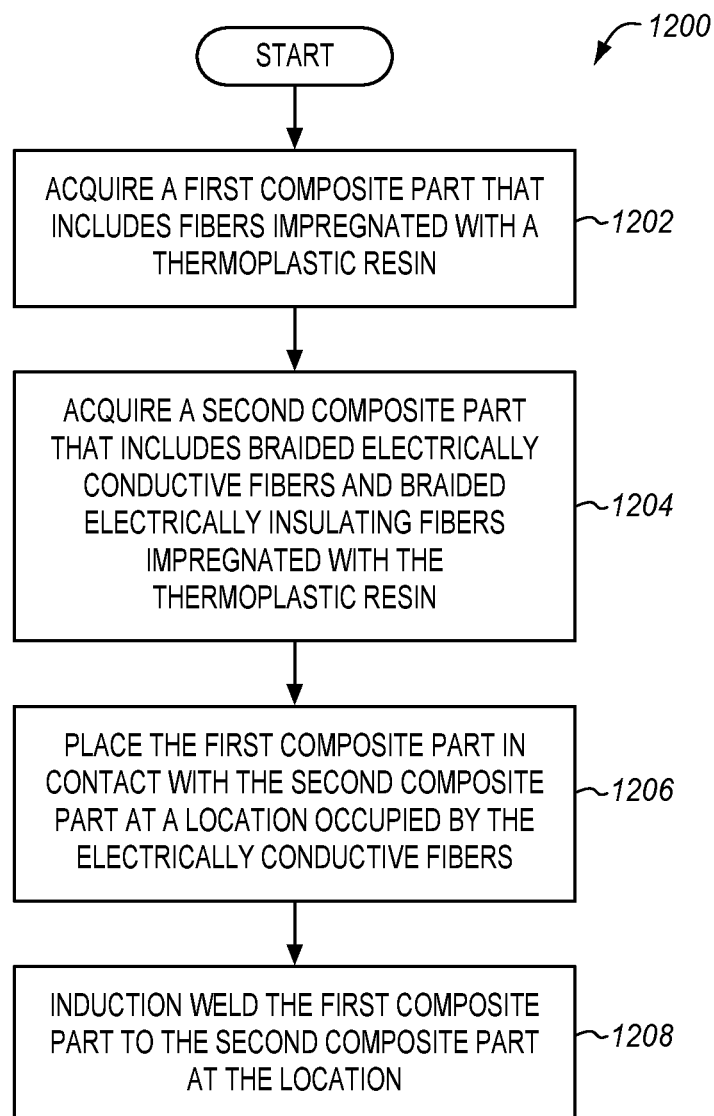 1200
START
ACQUIRE A FIRST COMPOSITE PART THAT
INCLUDES FIBERS IMPREGNATED WITH A
THERMOPLASTIC RESIN
1202
ACQUIRE A SECOND COMPOSITE PART
THAT INCLUDES BRAIDED ELECTRICALLY
CONDUCTIVE FIBERS AND BRAIDED
ELECTRICALLY INSULATING FIBERS
IMPREGNATED WITH THE
THERMOPLASTIC RESIN
1204
PLACE THE FIRST COMPOSITE PART IN
CONTACT WITH THE SECOND COMPOSITE
PART AT A LOCATION OCCUPIED BY THE
ELECTRICALLY CONDUCTIVE FIBERS
1206
INDUCTION WELD THE FIRST COMPOSITE
PART TO THE SECOND COMPOSITE PART
AT THE LOCATION
1208